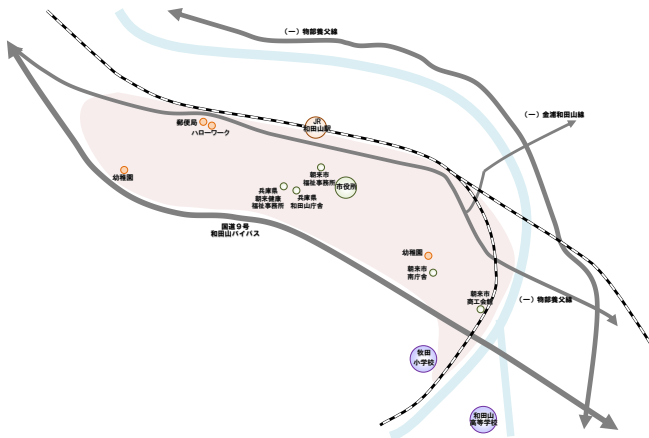 （一）物部養父線
（一）金浦和田山線
郵便局
ハローワーク
JR
和田山駅
幼稚園
朝来市
福祉事務所
市役所
兵庫県
朝来健康
福祉事務所
兵庫県
和田山庁舎
国道９号
和田山バイパス
幼稚園
朝来市
南庁舎
朝来市
商工会館
（一）物部養父線
牧田
小学校
和田山
高等学校